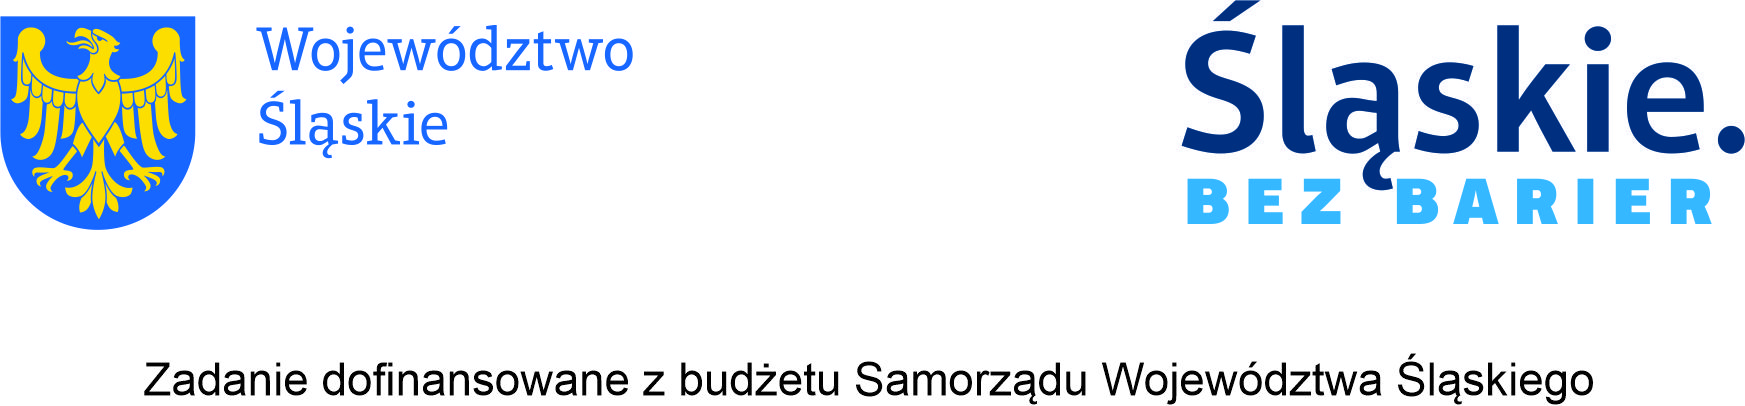 Województwo
Śląskie
Śląskie.
BEZ BARIER
Zadanie dofinansowane z budżetu Samorządu Województwa Śląskiego